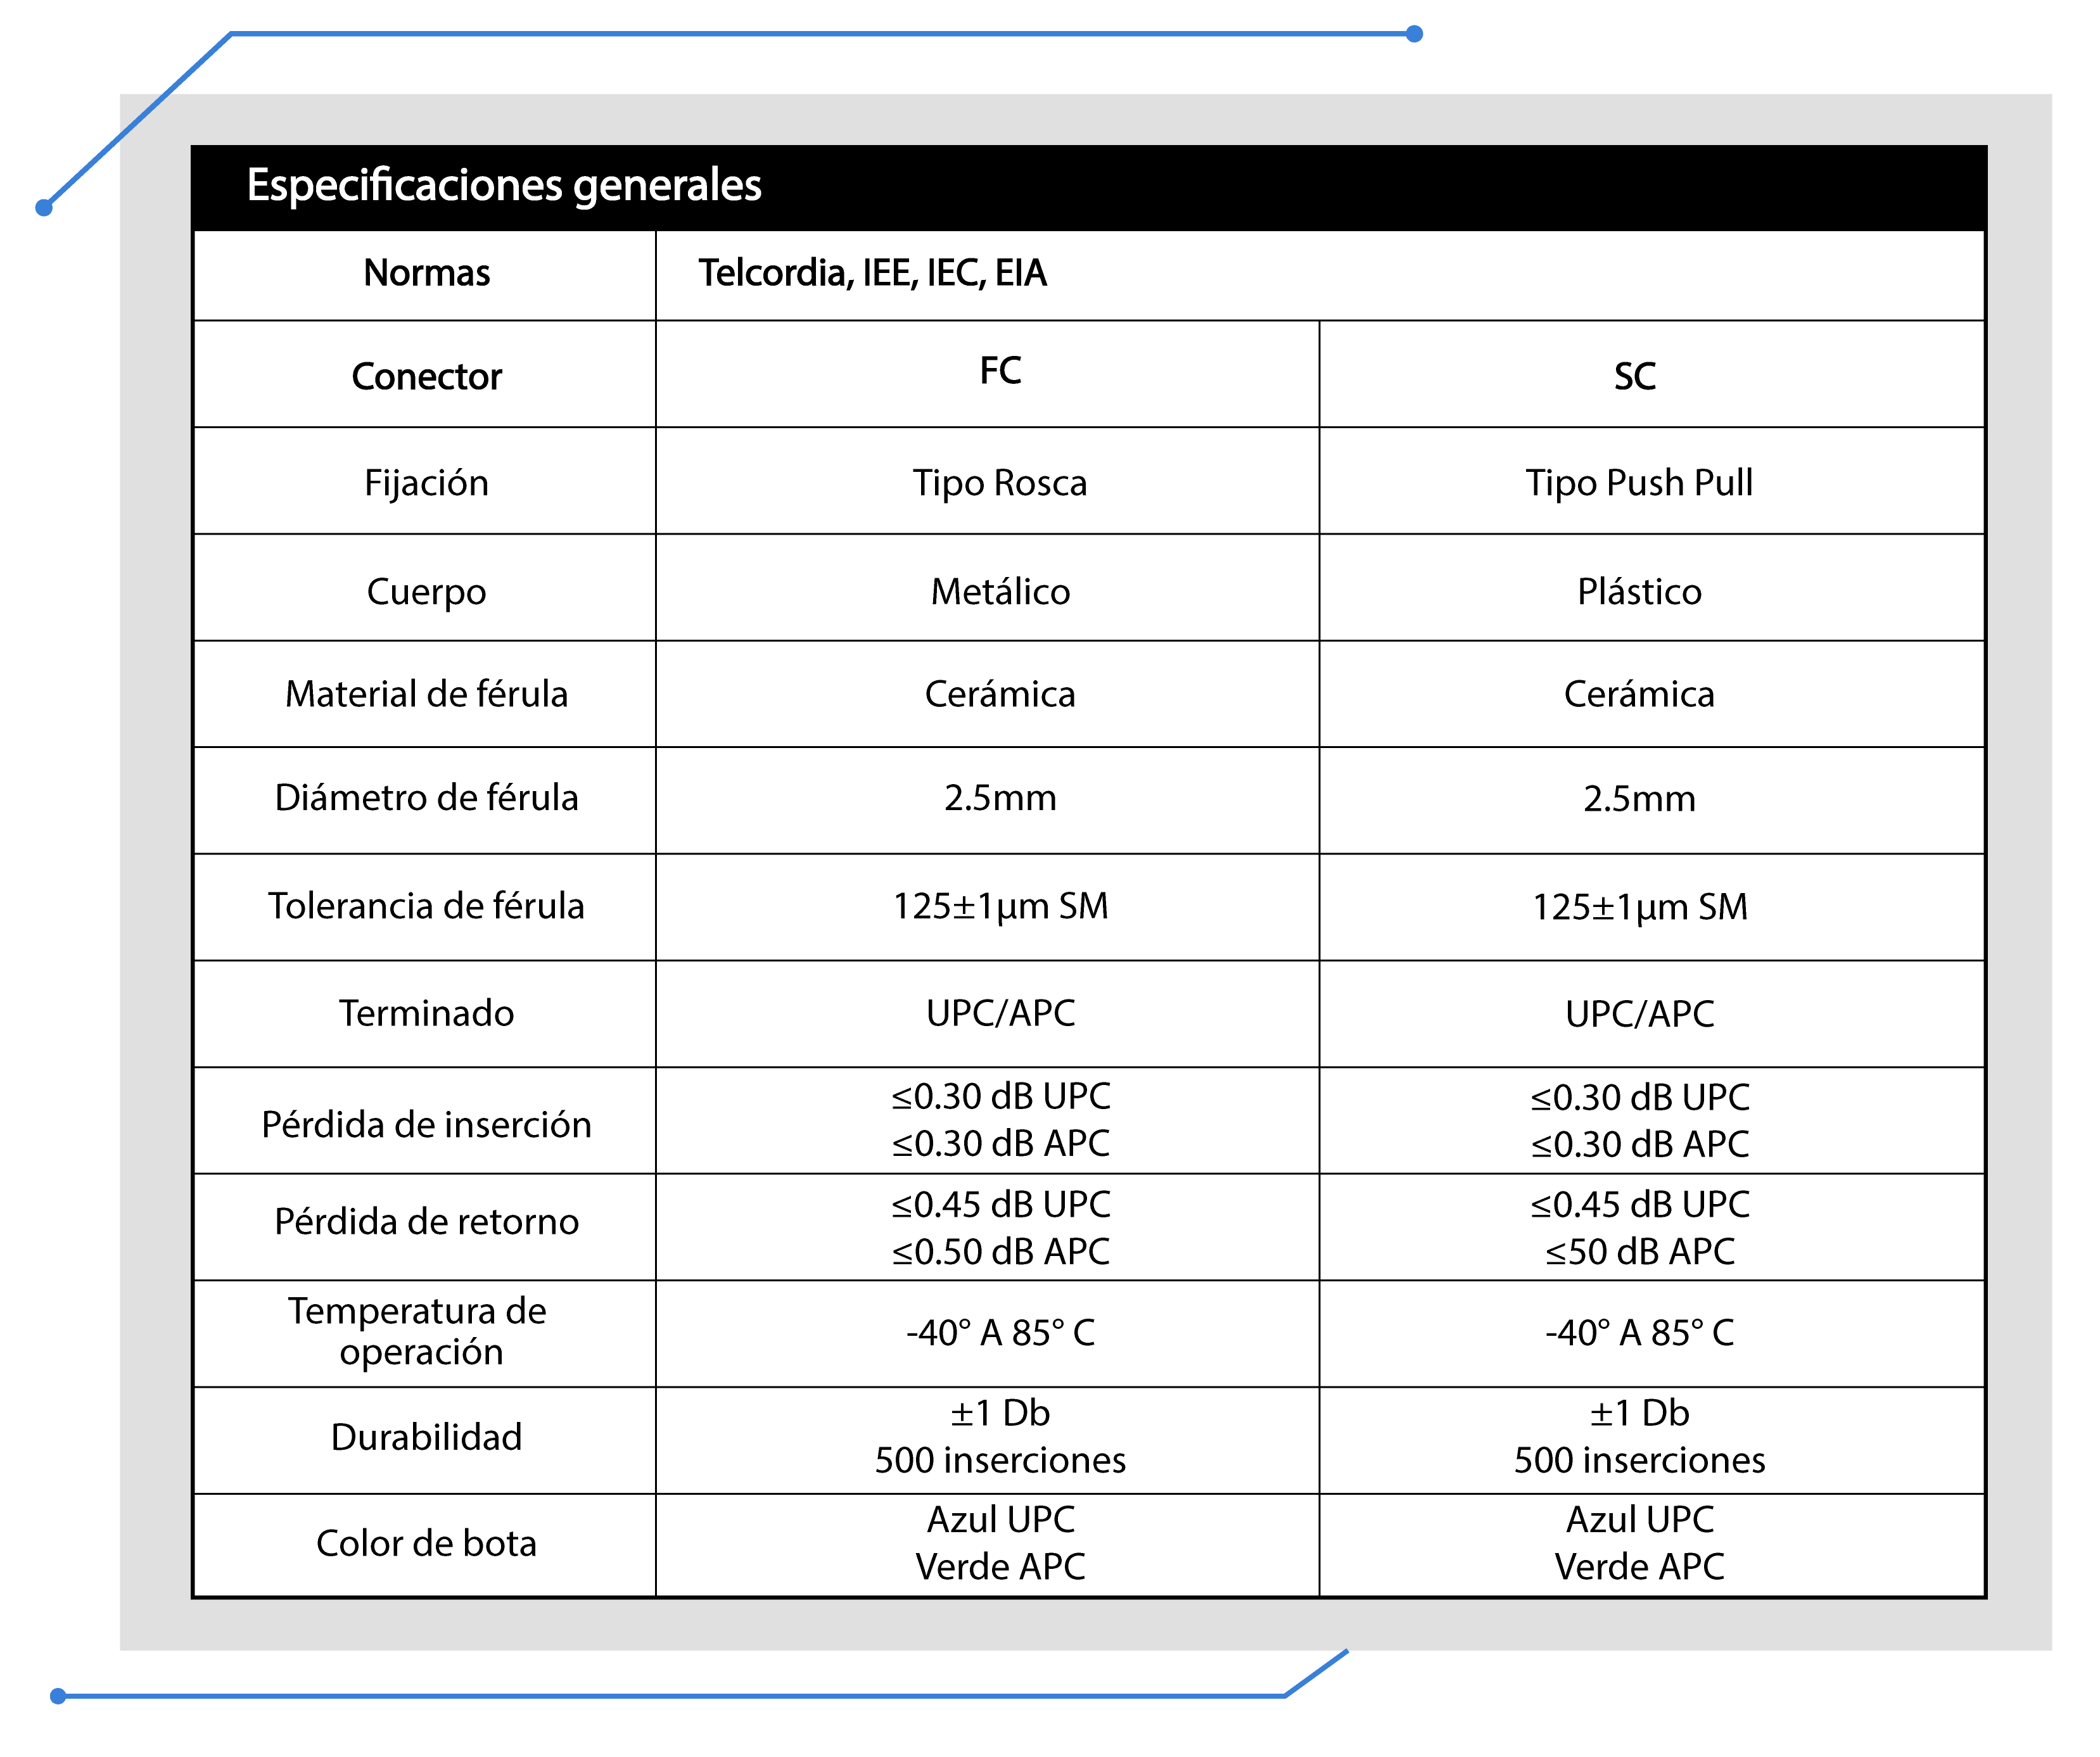 Especificaciones generales
Normas Telcordia, IEE, IEC, EIA
Conector FC SC
Fijación Tipo Rosca Tipo Push Pull
Cuerpo Metálico Plástico
Material de férula Cerámica Cerámica
Diámetro de férula 2.5mm 2.5mm
Tolerancia de férula 125±1µm SM 125±1µm SM
Terminado UPC/APC UPC/APC
Pérdida de inserción
≤0.30 dB UPC
≤0.30 dB APC
≤0.30 dB UPC
≤0.30 dB APC
Pérdida de retorno
≤0.45 dB UPC
≤0.50 dB APC
≤0.45 dB UPC
≤50 dB APC
Temperatura de
operación
-40° A 85° C
-40° A 85° C
Durabilidad
±1 Db
500 inserciones
±1 Db
500 inserciones
Color de bota
Azul UPC
Verde APC
Azul UPC
Verde APC